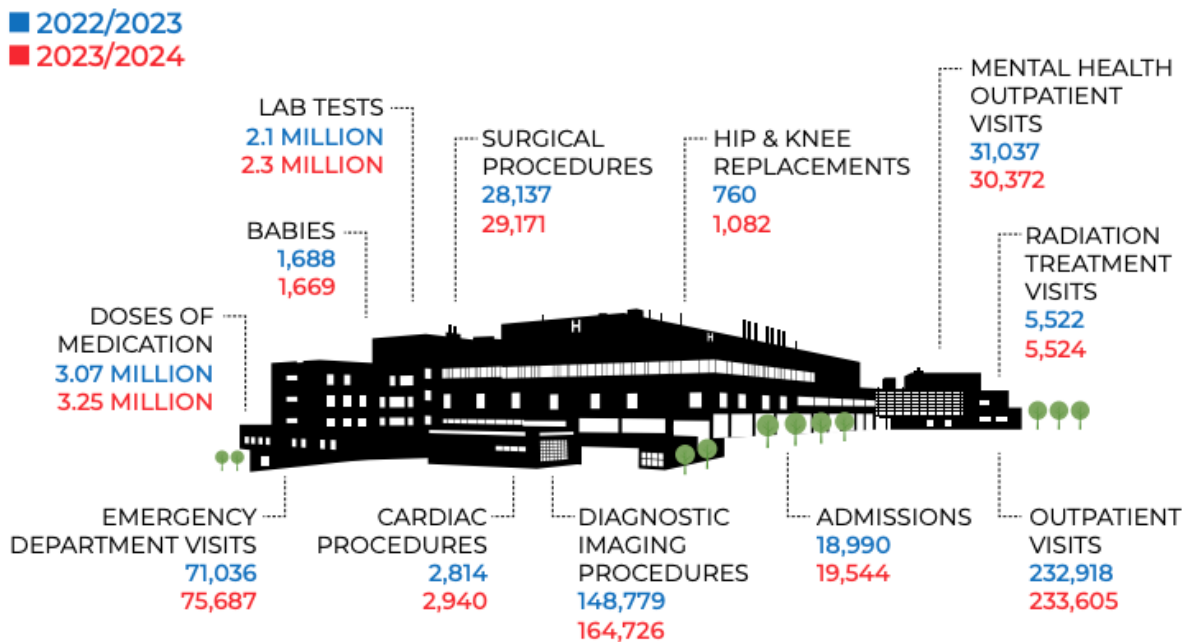 2022/2023
2023/2024
LAB TESTS
2.1 MILLION
2.3 MILLION
SURGICAL
PROCEDURES
28,137
29,171
HIP & KNEE
REPLACEMENTS
760
1,082
MENTAL HEALTH
OUTPATIENT
VISITS
31,037
30,372
BABIES
1,688
1,669
RADIATION
TREATMENT
VISITS
5,522
5,524
DOSES OF
MEDICATION
3.07 MILLION
3.25 MILLION
H
H
EMERGENCY
DEPARTMENT VISITS
71,036
75,687
CARDIAC
PROCEDURES
2,814
2,940
DIAGNOSTIC
IMAGING
PROCEDURES
148,779
164,726
ADMISSIONS
18,990
19,544
OUTPATIENT
VISITS
232,918
233,605